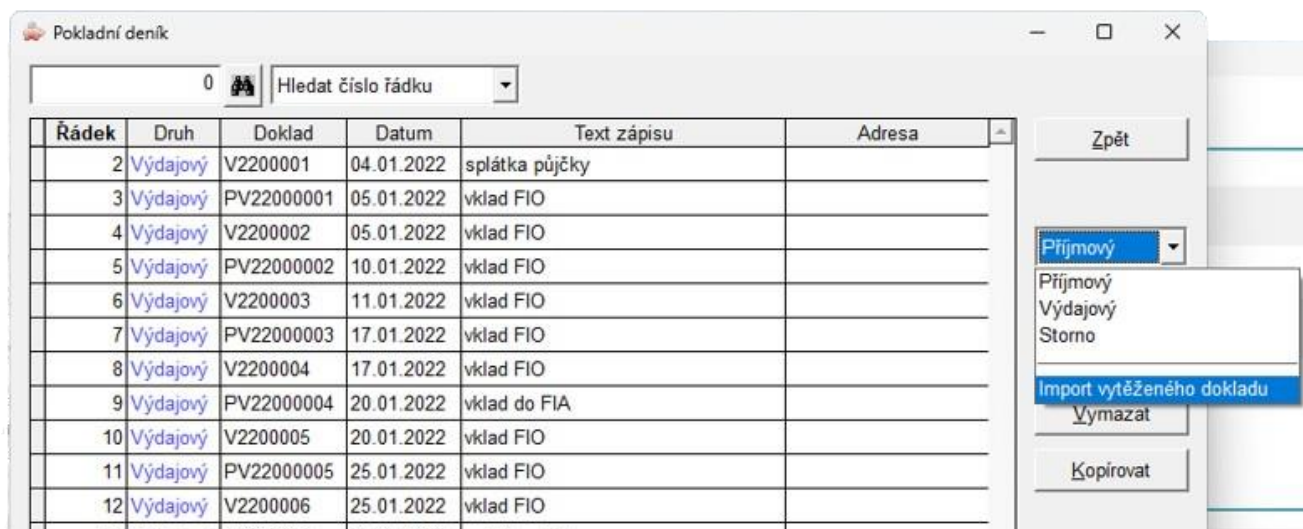 Pokladní deník
0 Hledat číslo řádku
Řádek Druh Doklad Datum Text zápisu Adresa
Zpět
2 Výdajový V2200001 04.01.2022 splátka půjčky
3 Výdajový PV22000001 05.01.2022 vklad FIO
4 Výdajový V2200002 05.01.2022 vklad FIO
Příjmový
5 Výdajový PV22000002 10.01.2022 vklad FIO
Příjmový
6 Výdajový V2200003 11.01.2022 vklad FIO
Výdajový
7 Výdajový PV22000003 17.01.2022 vklad FIO
Storno
8 Výdajový V2200004 17.01.2022 vklad FIO
Import vytěženého dokladu
9 Výdajový PV22000004 20.01.2022 vklad do FIA
Vymazat
10 Výdajový V2200005 20.01.2022 vklad FIO
11 Výdajový PV22000005 25.01.2022 vklad FIO
Kopírovat
12 Výdajový V2200006 25.01.2022 vklad FIO